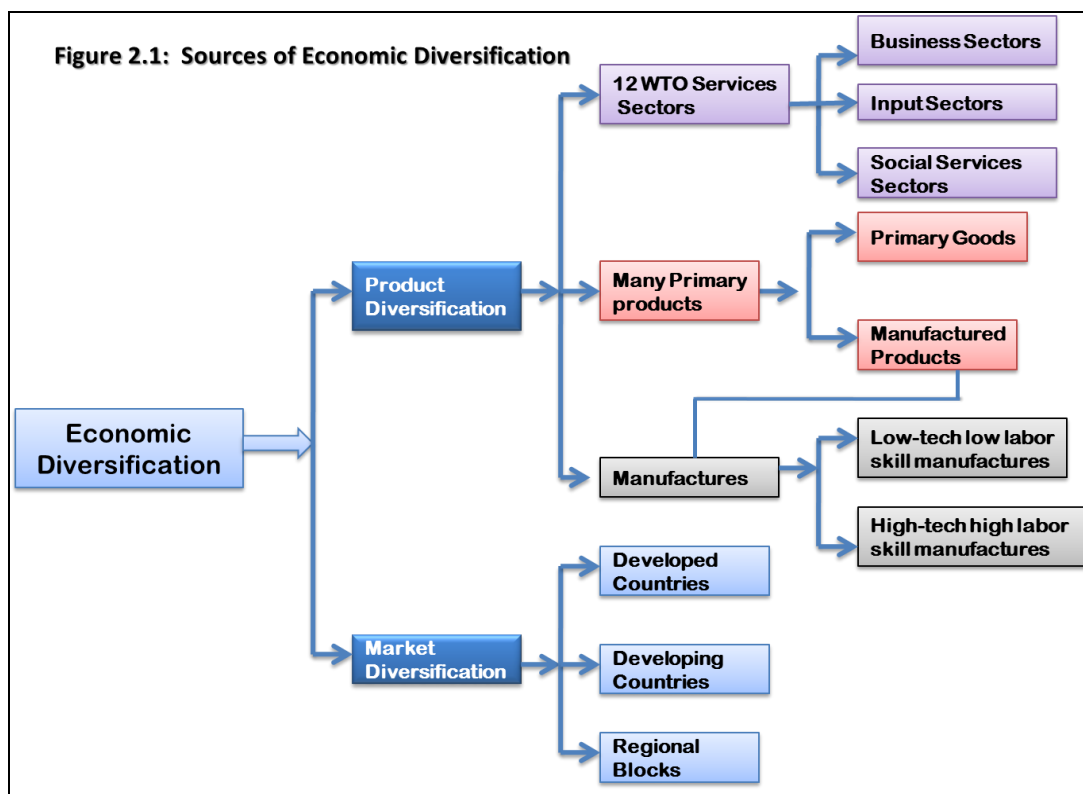 Figure 2.1: Sources of Economic Diversification
Economic
Diversification
Product
Diversification
Market
Diversification
12 WTO Services
Sectors
Many Primary
products
Manufactures
Developed
Countries
Developing
Countries
Regional
Blocks
Business Sectors
Input Sectors
Social Services
Sectors
Primary Goods
Manufactured
Products
Low-tech low labor
skill manufactures
High-tech high labor
skill manufactures